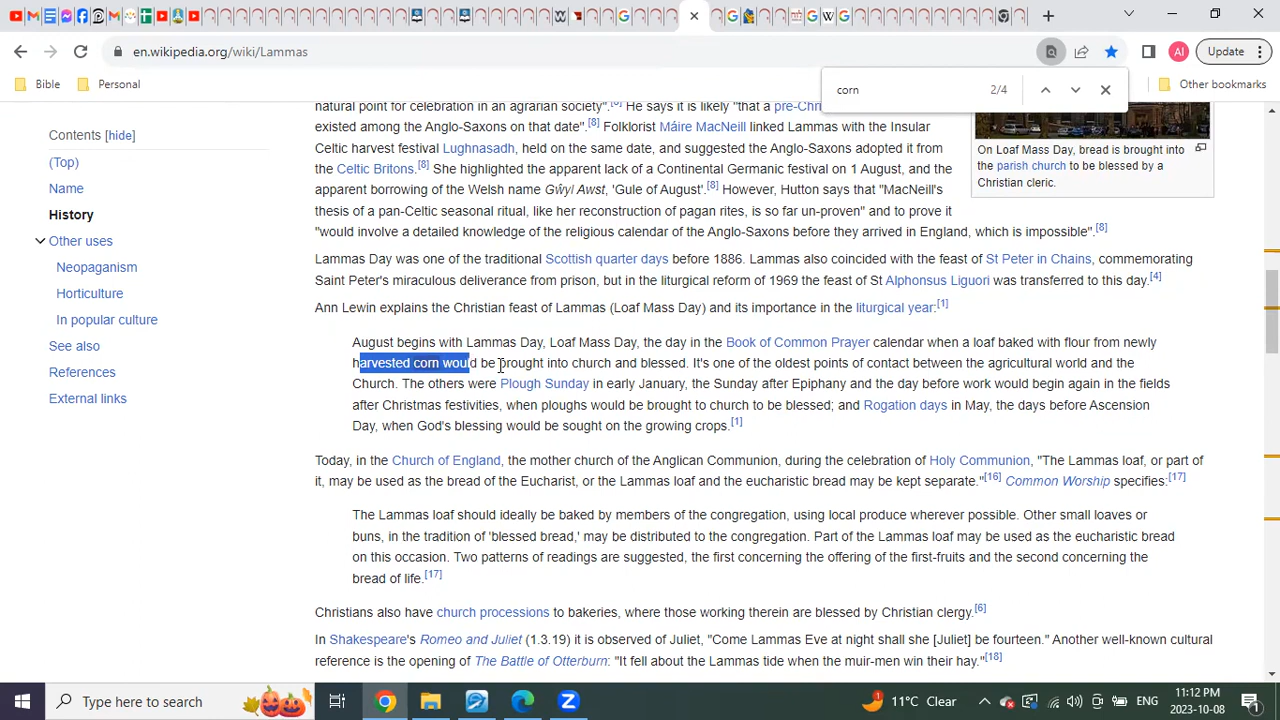 en.wikipedia.org/wiki/Lammas
Update
Bible
Personal
corn
2/4
Other bookmarks
Contents [hide]
(Top)
Name
History
Other uses
Neopaganism
Horticulture
In popular culture
See also
References
External links
existed among the Anglo-Saxons on that date".[8] Folklorist Máire MacNeill linked Lammas with the Insular
Celtic harvest festival Lughnasadh, held on the same date, and suggested the Anglo-Saxons adopted it from
the Celtic Britons.[8] She highlighted the apparent lack of a Continental Germanic festival on 1 August, and the
apparent borrowing of the Welsh name Gŵyl Awst, 'Gule of August'.[8] However, Hutton says that "MacNeill's
thesis of a pan-Celtic seasonal ritual, like her reconstruction of pagan rites, is so far un-proven" and to prove it
"would involve a detailed knowledge of the religious calendar of the Anglo-Saxons before they arrived in England, which is impossible".[8]
On Loaf Mass Day, bread is brought into
the parish church to be blessed by a
Christian cleric.
Lammas Day was one of the traditional Scottish quarter days before 1886. Lammas also coincided with the feast of St Peter in Chains, commemorating
Saint Peter's miraculous deliverance from prison, but in the liturgical reform of 1969 the feast of St Alphonsus Liguori was transferred to this day.[4]
Ann Lewin explains the Christian feast of Lammas (Loaf Mass Day) and its importance in the liturgical year:[1]
August begins with Lammas Day, Loaf Mass Day, the day in the Book of Common Prayer calendar when a loaf baked with flour from newly
harvested corn would be brought into church and blessed. It's one of the oldest points of contact between the agricultural world and the
Church. The others were Plough Sunday in early January, the Sunday after Epiphany and the day before work would begin again in the fields
after Christmas festivities, when ploughs would be brought to church to be blessed; and Rogation days in May, the days before Ascension
Day, when God's blessing would be sought on the growing crops.[1]
Today, in the Church of England, the mother church of the Anglican Communion, during the celebration of Holy Communion, "The Lammas loaf, or part of
it, may be used as the bread of the Eucharist, or the Lammas loaf and the eucharistic bread may be kept separate."[16] Common Worship specifies:[17]
The Lammas loaf should ideally be baked by members of the congregation, using local produce wherever possible. Other small loaves or
buns, in the tradition of 'blessed bread,' may be distributed to the congregation. Part of the Lammas loaf may be used as the eucharistic bread
on this occasion. Two patterns of readings are suggested, the first concerning the offering of the first-fruits and the second concerning the
bread of life.[17]
Christians also have church processions to bakeries, where those working therein are blessed by Christian clergy.[6]
In Shakespeare's Romeo and Juliet (1.3.19) it is observed of Juliet, "Come Lammas Eve at night shall she [Juliet] be fourteen." Another well-known cultural
reference is the opening of The Battle of Otterburn: "It fell about the Lammas tide when the muir-men win their hay."[18]
Type here to search
11°C Clear
ENG
11:12 PM
2023-10-08